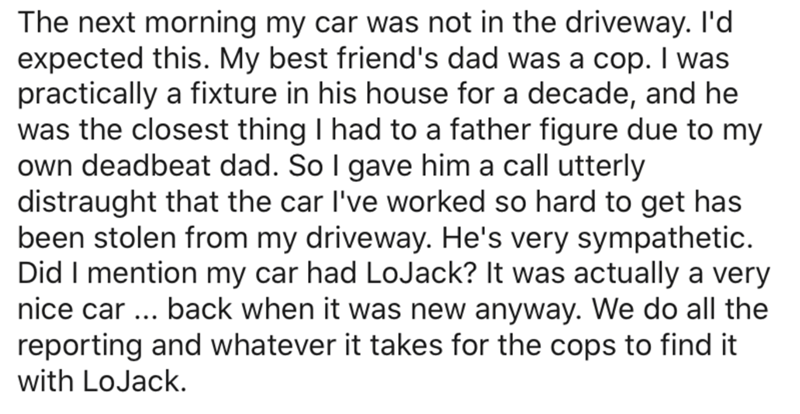 The next morning my car was not in the driveway. I'd
expected this. My best friend's dad was a cop. I was
practically a fixture in his house for a decade, and he
was the closest thing I had to a father figure due to my
own deadbeat dad. So I gave him a call utterly
distraught that the car I've worked so hard to get has
been stolen from my driveway. He's very sympathetic.
Did I mention my car had LoJack? It was actually a very
nice car ... back when it was new anyway. We do all the
reporting and whatever it takes for the cops to find it
with LoJack.